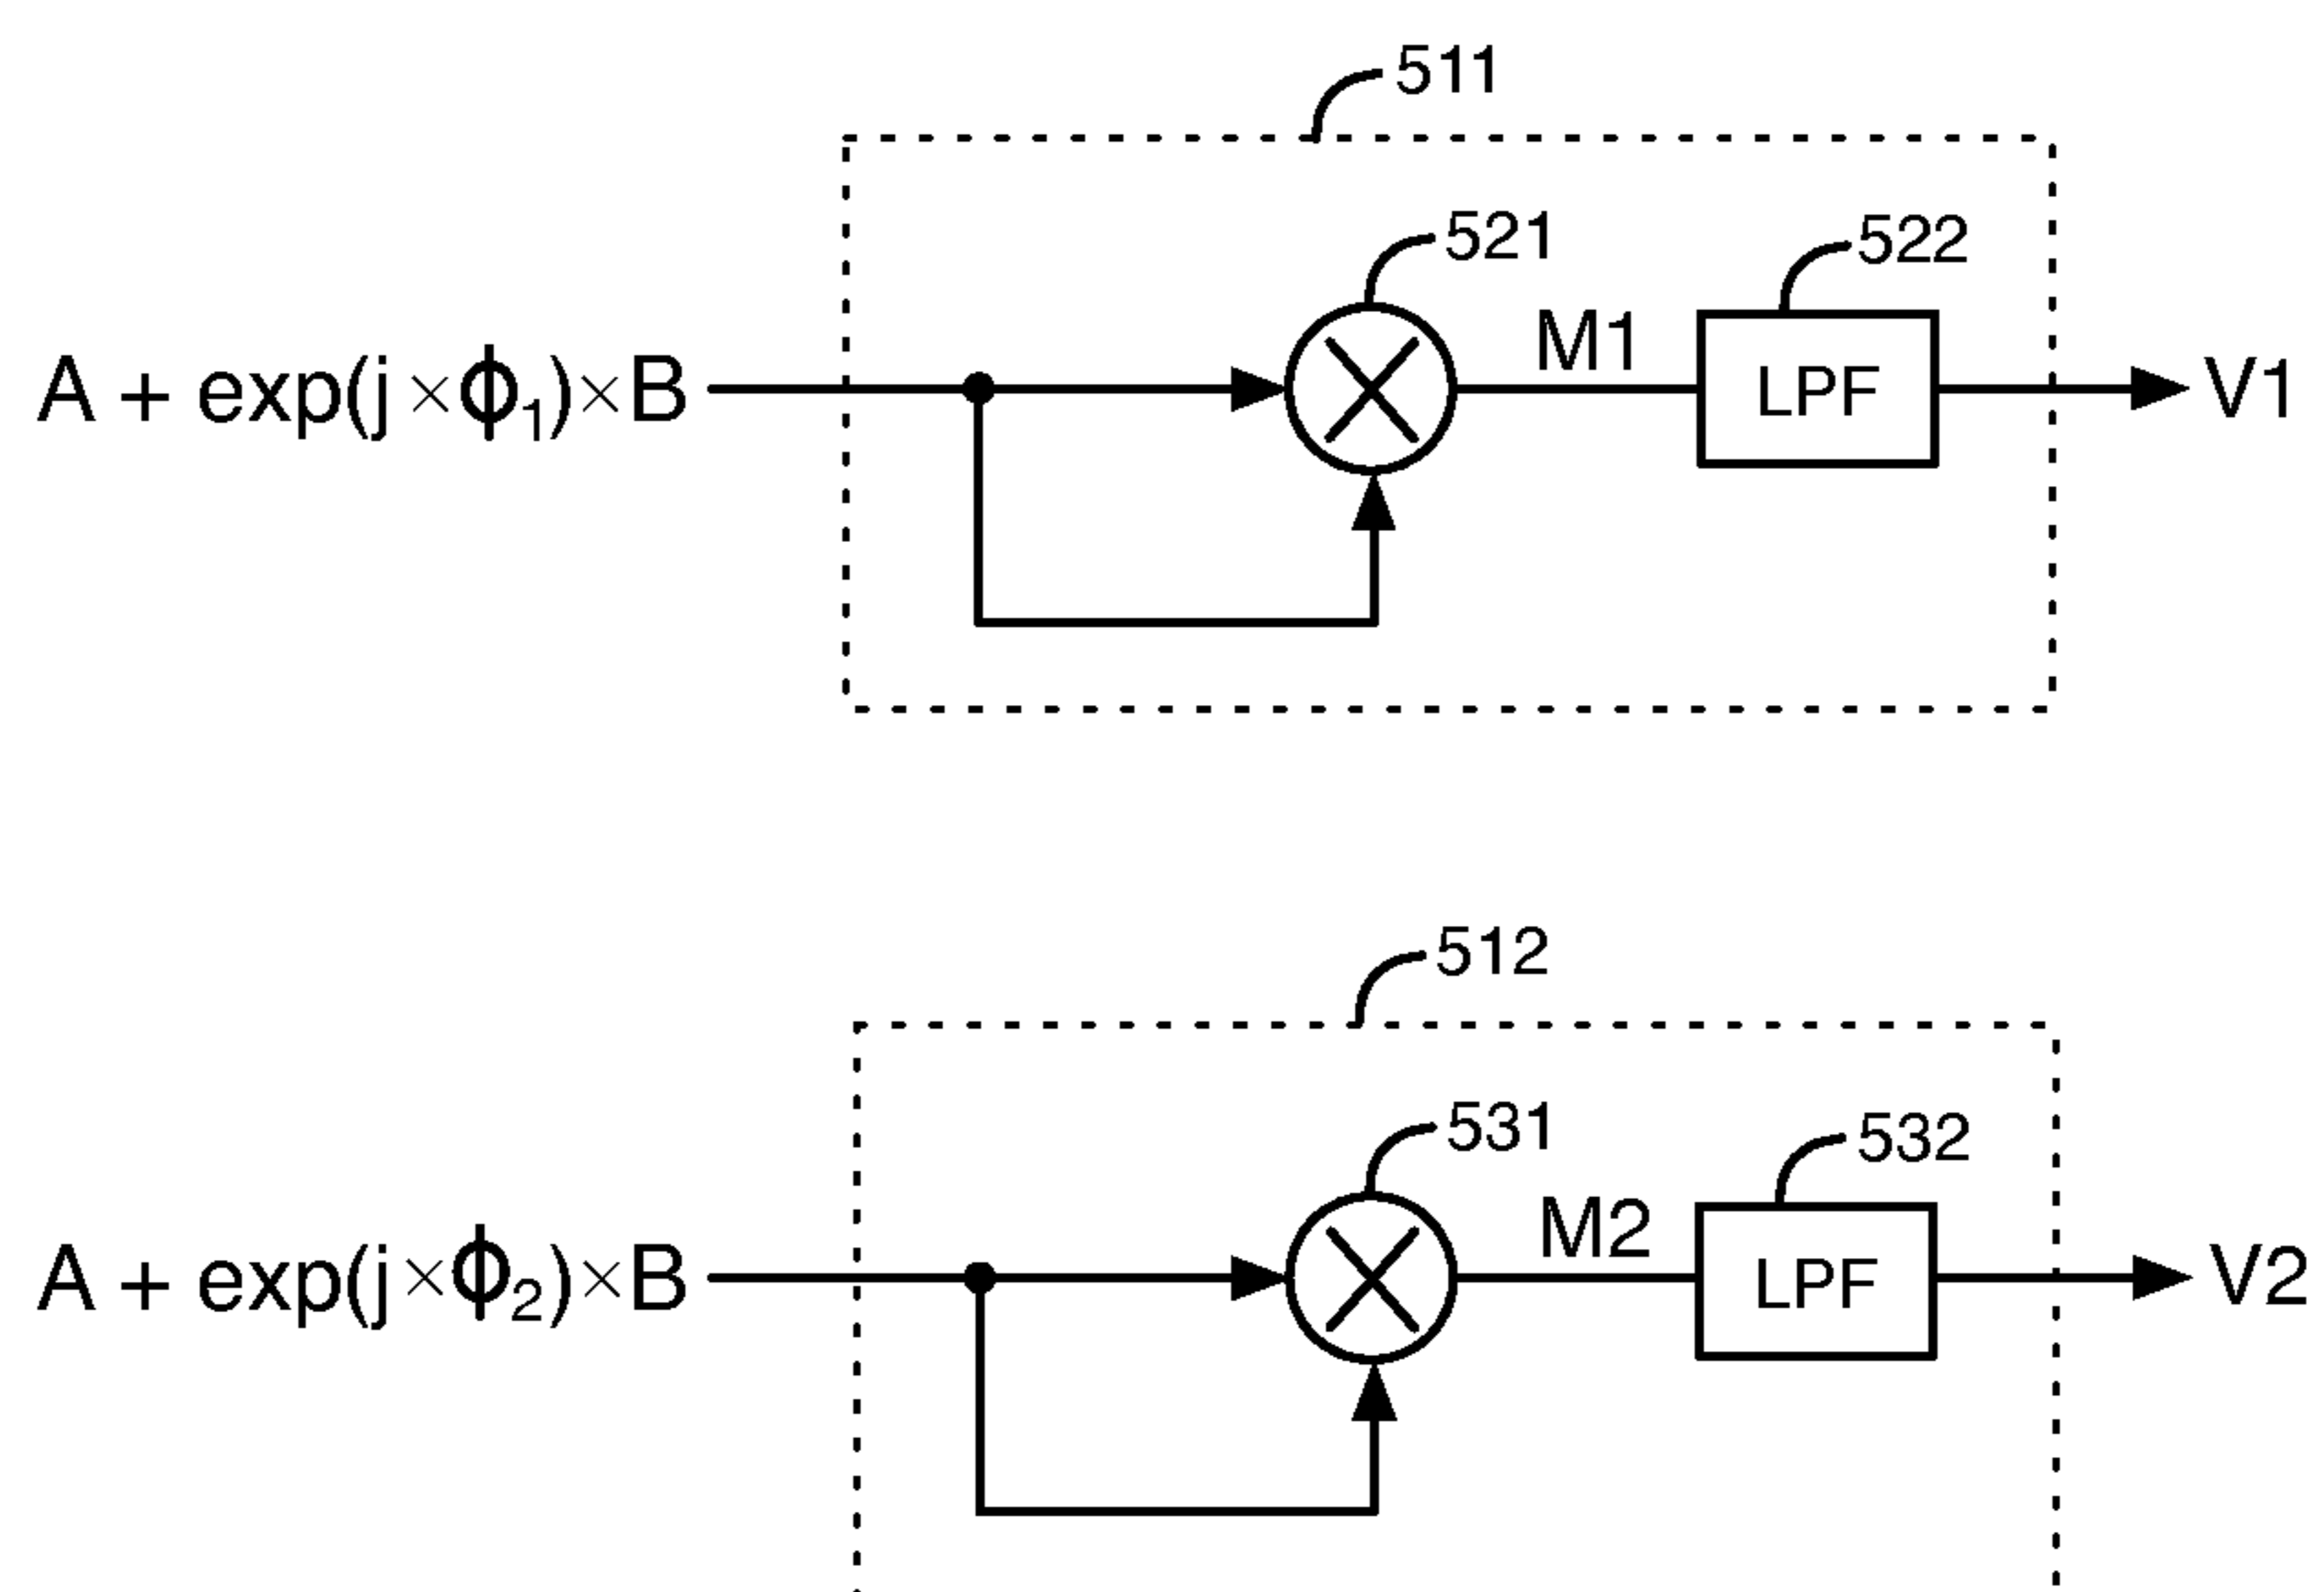 511
521
522
M1
A + exp(j×ϕ₁)×B
LPF
V1
512
531
532
M2
A + exp(j×ϕ₂)×B
LPF
V2